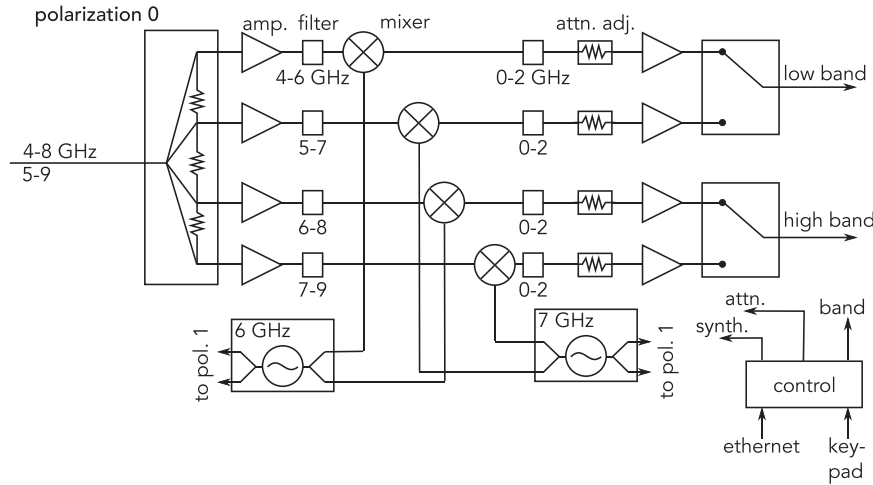 polarization 0
amp. filter mixer attn. adj.
4-6 GHz 0-2 GHz
low band
4-8 GHz
5-9
5-7 0-2
6-8 0-2
high band
7-9 0-2
6 GHz
7 GHz
to pol. 1
to pol. 1
attn.
synth.
band
control
ethernet
key-
pad